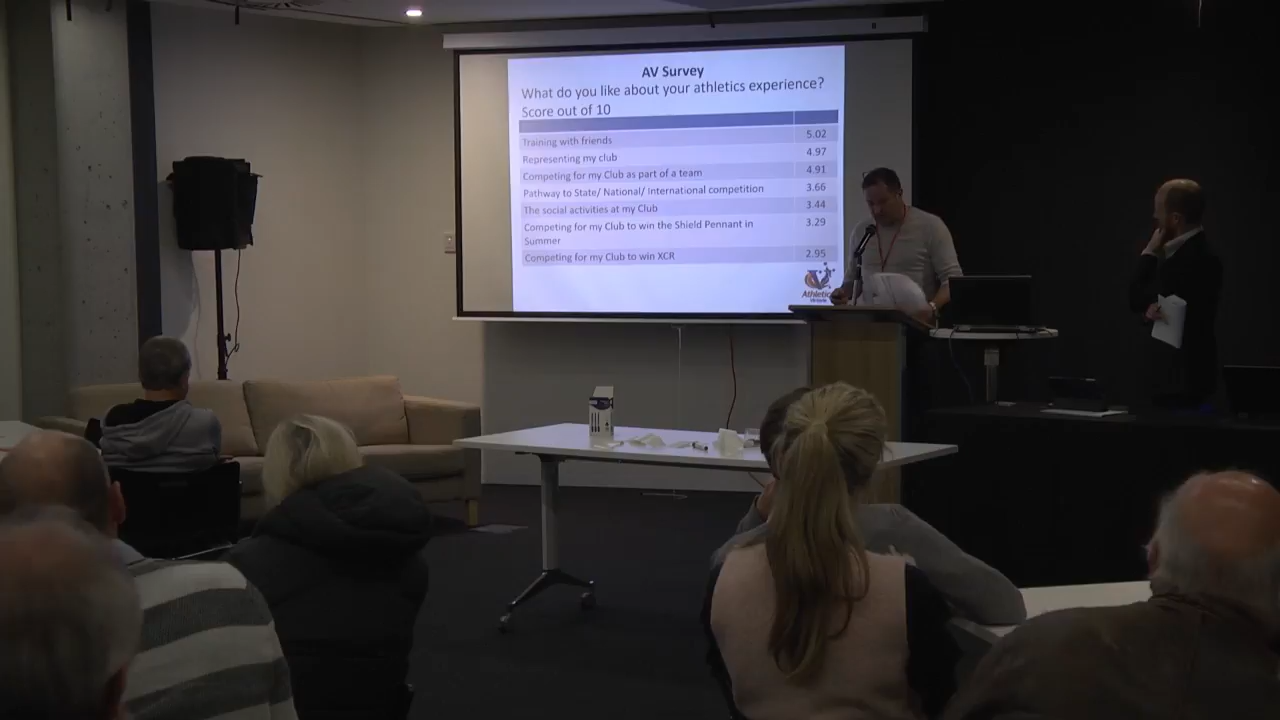 AV Survey
What do you like about your athletics experience?
Score out of 10
Training with friends 5.02
Representing my club 4.97
Competing for my Club as part of a team 4.91
Pathway to State/ National/ International competition 3.66
The social activities at my Club 3.44
Competing for my Club to win the Shield Pennant in 3.29
Summer
Competing for my Club to win XCR 2.95